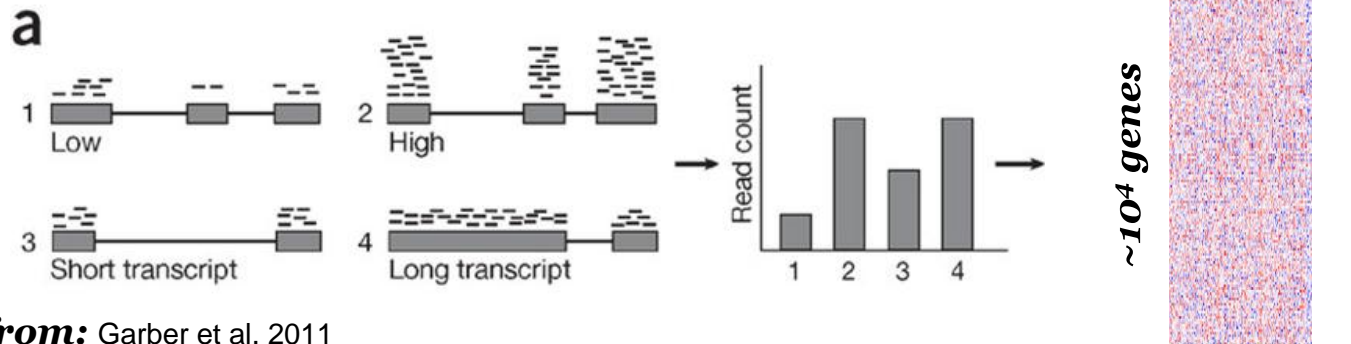 a
1
Low
2
High
3
Short transcript
4
Long transcript
Read count
1 2 3 4
~10⁴ genes
from: Garber et al. 2011